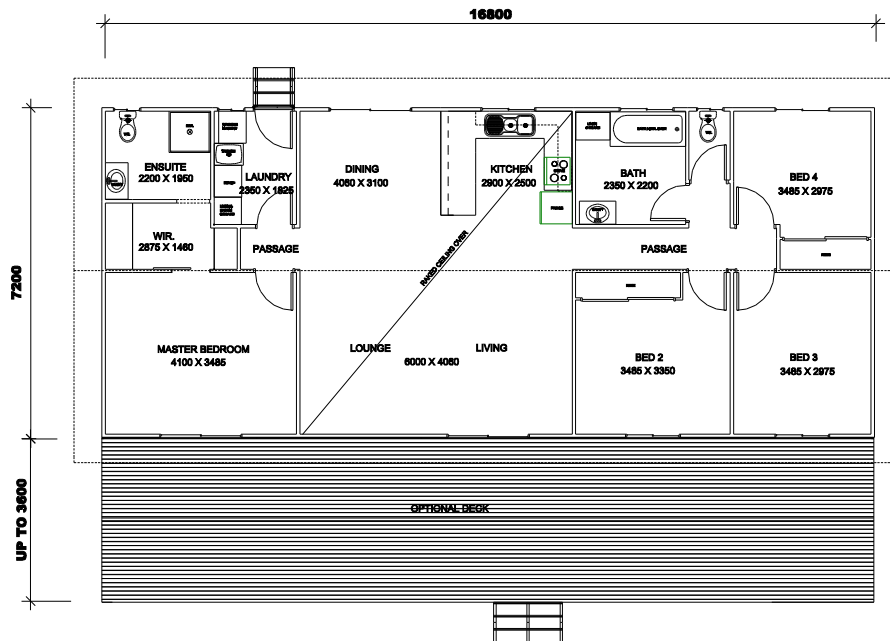 16800
7200
UP TO 3600
ENSUITE
2200 X 1950
LAUNDRY
2350 X 1825
DINING
4060 X 3100
KITCHEN
2900 X 2500
BATH
2350 X 2200
BED 4
3485 X 2975
WIR.
2875 X 1460
PASSAGE
RAKED CEILING OVER
PASSAGE
MASTER BEDROOM
4100 X 3485
LOUNGE
LIVING
6000 X 4060
BED 2
3485 X 3350
BED 3
3485 X 2975
OPTIONAL DECK